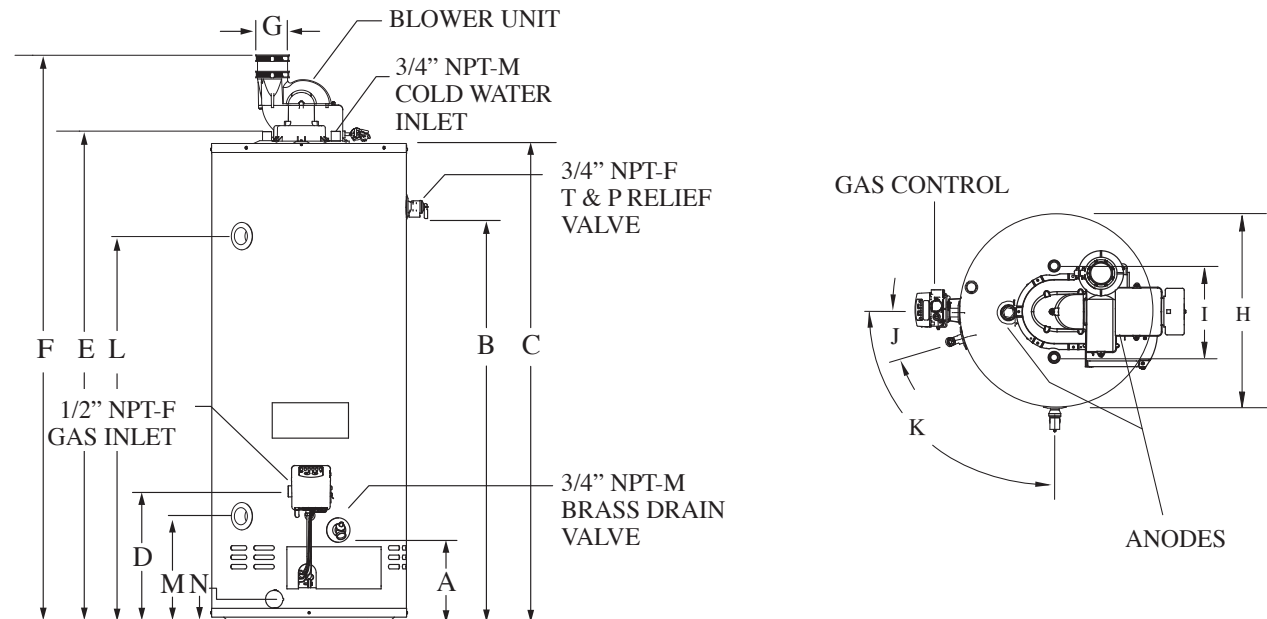 G
BLOWER UNIT
3/4” NPT-M
COLD WATER
INLET
3/4” NPT-F
T & P RELIEF
VALVE
F
E
L
B
C
1/2” NPT-F
GAS INLET
3/4” NPT-M
BRASS DRAIN
VALVE
D
M
N
A
GAS CONTROL
J
K
I
H
ANODES